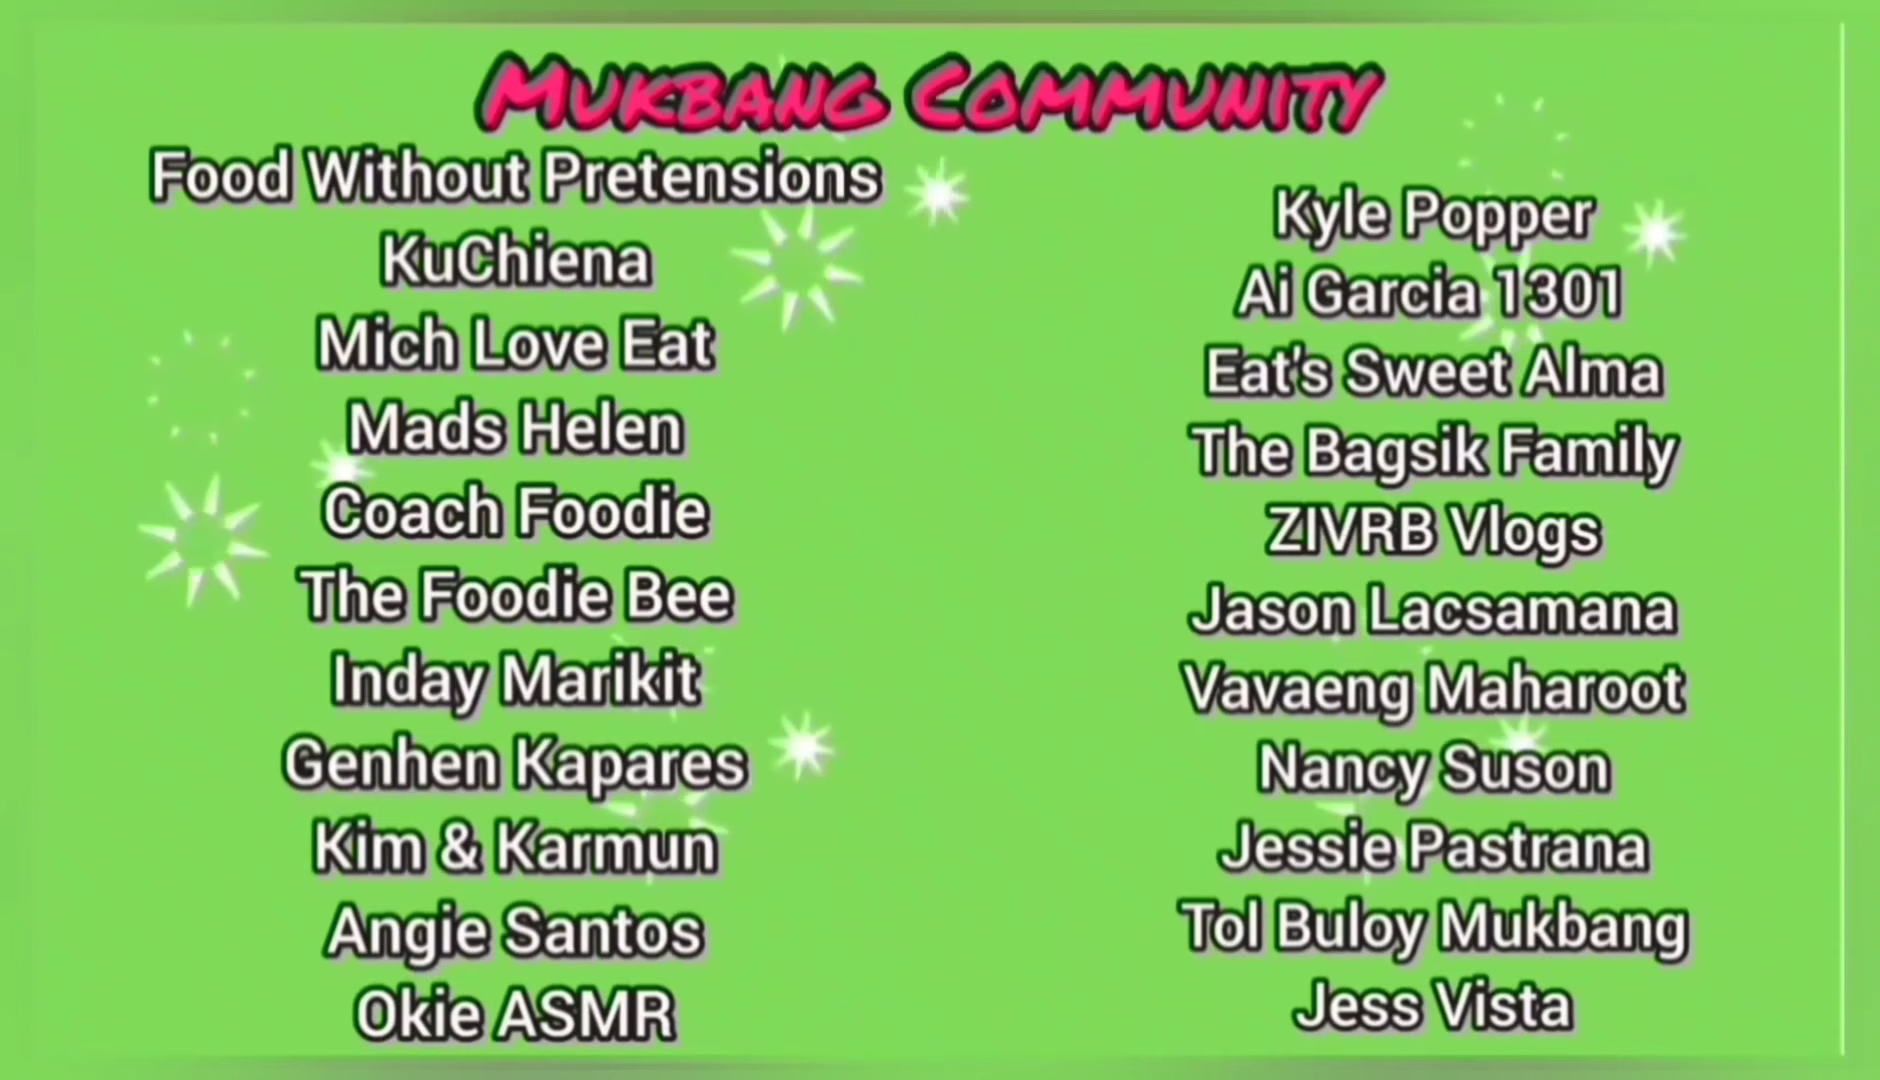 Mukbang Community
Food Without Pretensions
KuChiena
Mich Love Eat
Mads Helen
Coach Foodie
The Foodie Bee
Inday Marikit
Genhen Kapares
Kim & Karmun
Angie Santos
Okie ASMR
Kyle Popper
Ai Garcia 1301
Eat's Sweet Alma
The Bagsik Family
ZIVRB Vlogs
Jason Lacsamana
Vavaeng Maharoot
Nancy Suson
Jessie Pastrana
Tol Buloy Mukbang
Jess Vista